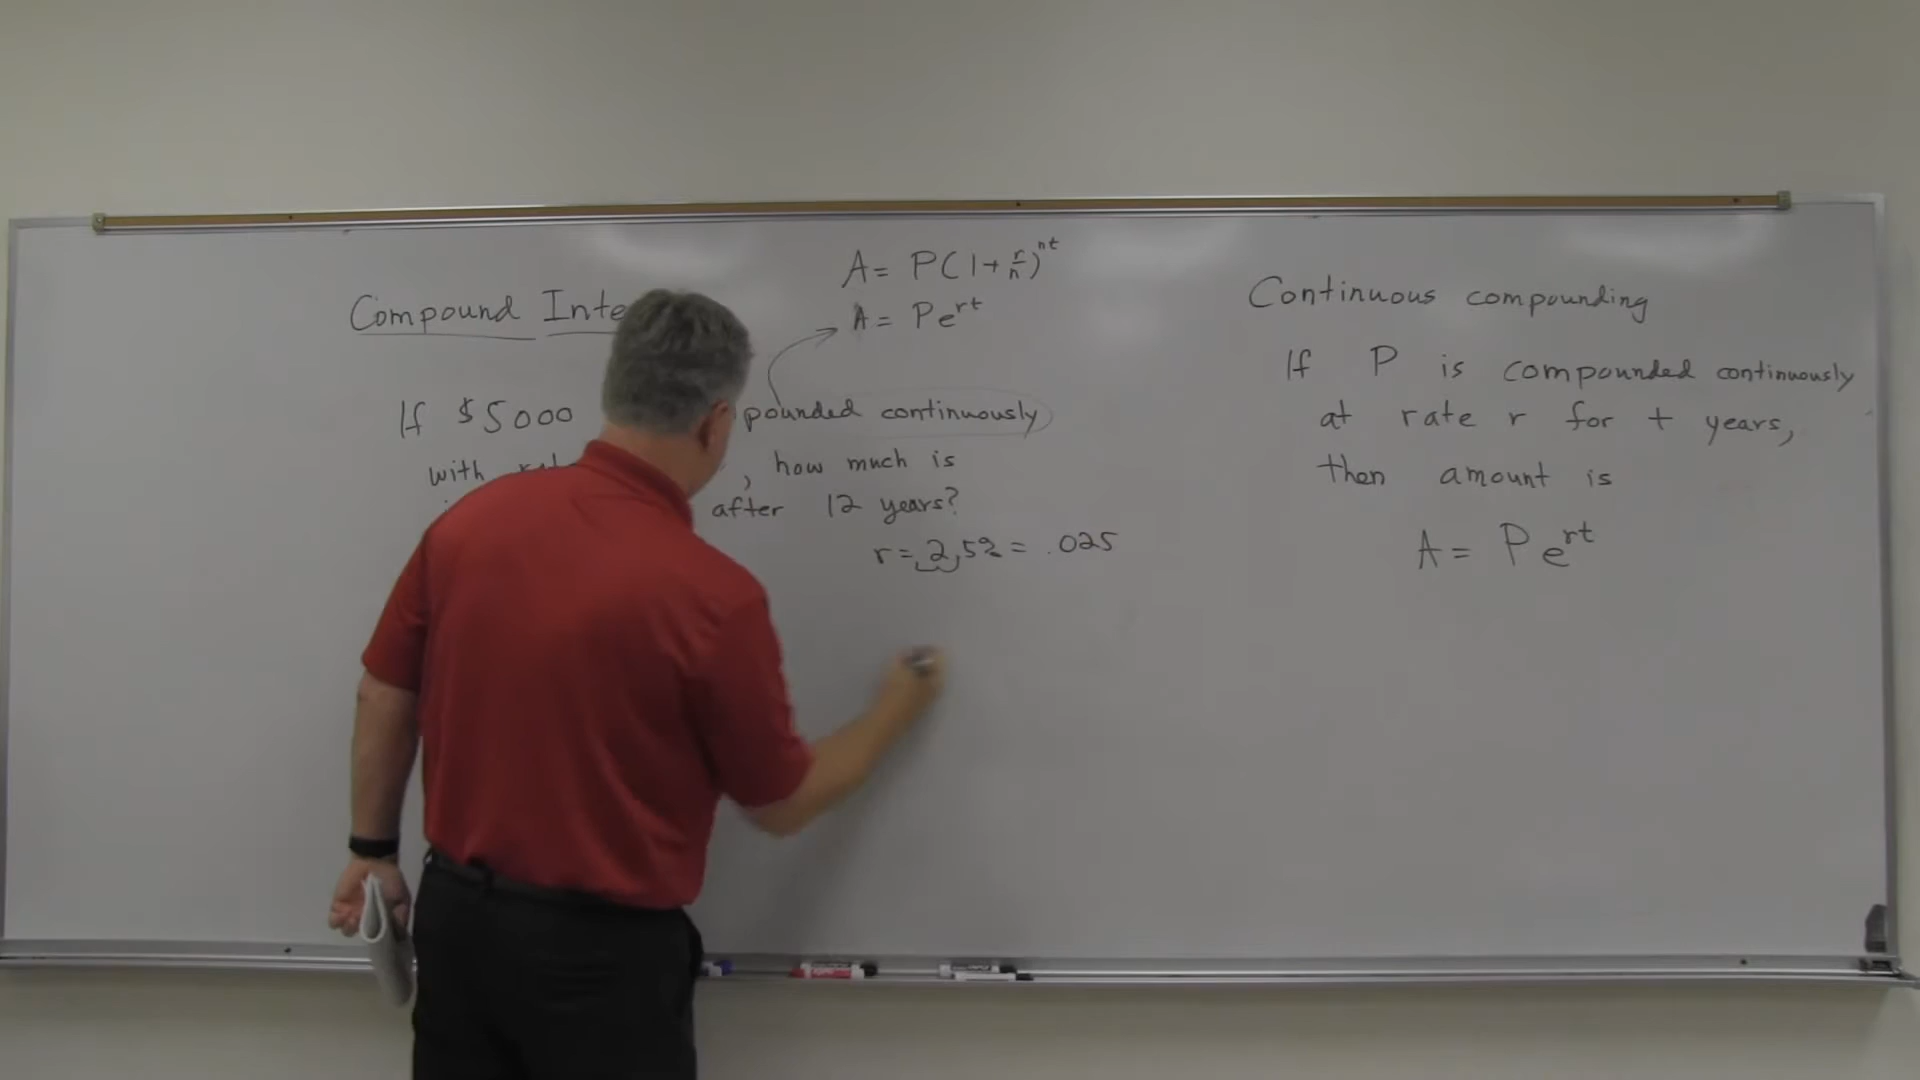 A = P(1+ r/n)^nt
A = Pe^rt
Compound Inte
If $5000 pounded continuously
with , how much is
after 12 years?
r = 2.5% = .025
Continuous compounding
If P is compounded continuously
at rate r for t years,
then amount is
A = Pe^rt